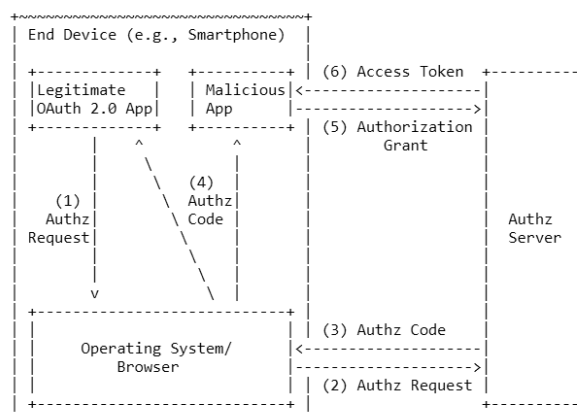 End Device (e.g., Smartphone)
(6) Access Token
Legitimate
OAuth 2.0 App
Malicious
App
(5) Authorization
Grant
(1)
Authz
Request
(4)
Authz
Code
Authz
Server
(3) Authz Code
Operating System/
Browser
(2) Authz Request